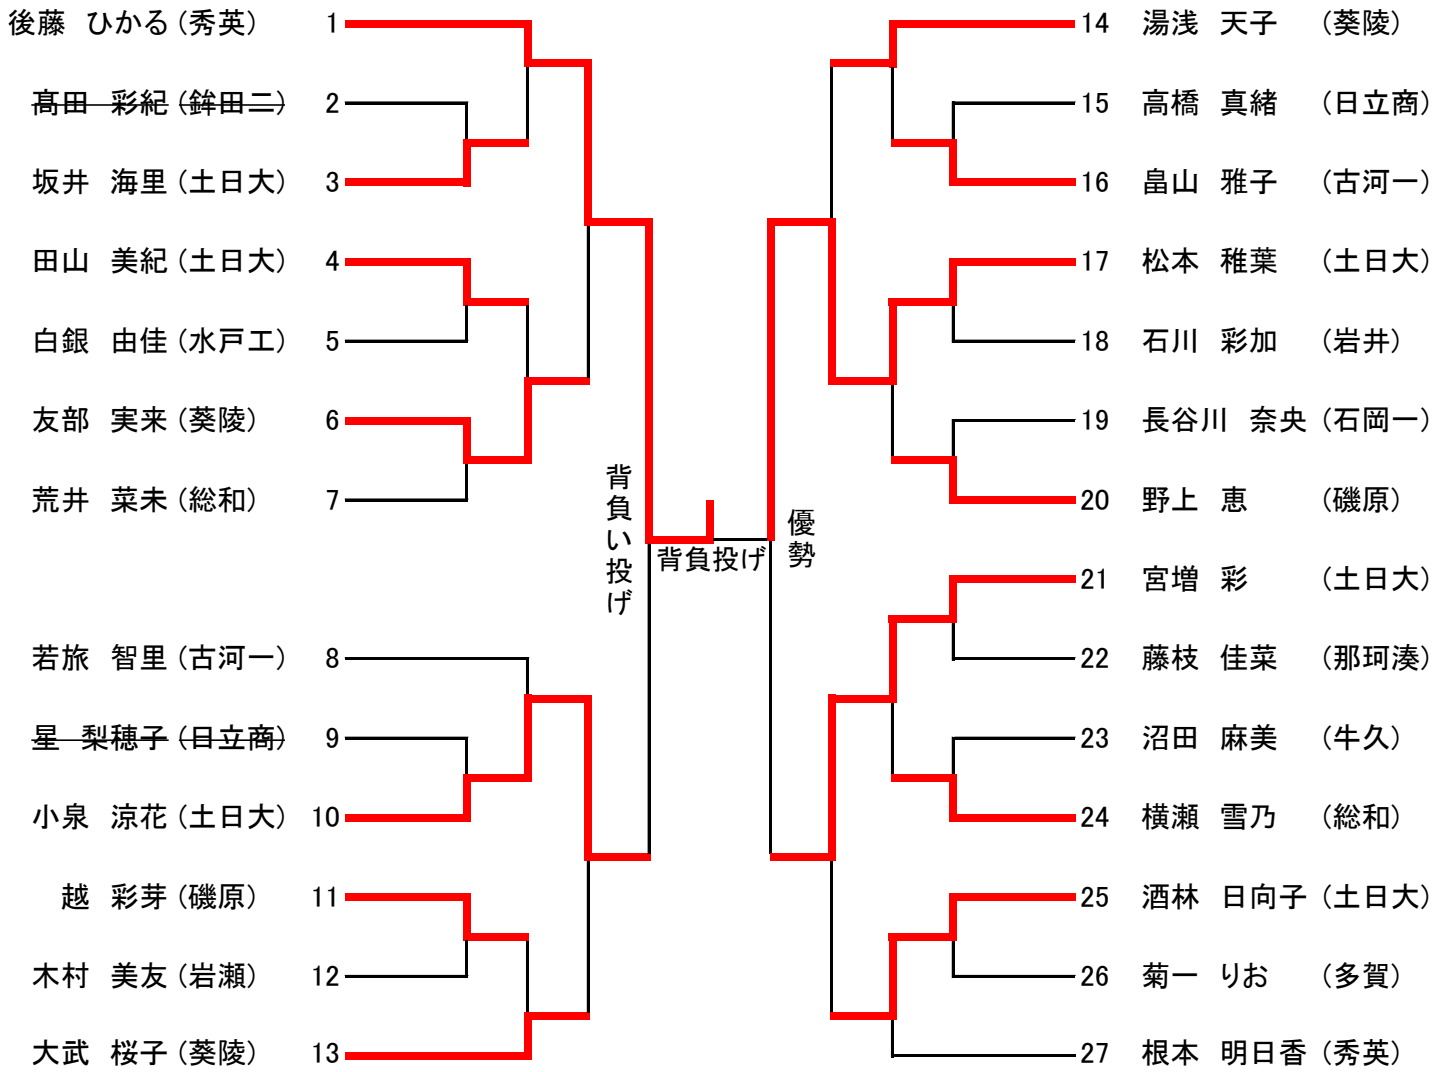 後藤 ひかる (秀英) 1
髙田 彩紀 (鉾田二) 2
坂井 海里 (土日大) 3
田山 美紀 (土日大) 4
白銀 由佳 (水戸工) 5
友部 実来 (葵陵) 6
荒井 菜未 (総和) 7
若旅 智里 (古河一) 8
星 梨穂子 (日立商) 9
小泉 涼花 (土日大) 10
越 彩芽 (磯原) 11
木村 美友 (岩瀬) 12
大武 桜子 (葵陵) 13
背負い投げ
背負投げ
優勢
14 湯浅 天子 (葵陵)
15 高橋 真緒 (日立商)
16 畠山 雅子 (古河一)
17 松本 稚葉 (土日大)
18 石川 彩加 (岩井)
19 長谷川 奈央 (石岡一)
20 野上 恵 (磯原)
21 宮増 彩 (土日大)
22 藤枝 佳菜 (那珂湊)
23 沼田 麻美 (牛久)
24 横瀬 雪乃 (総和)
25 酒林 日向子 (土日大)
26 菊一 りお (多賀)
27 根本 明日香 (秀英)